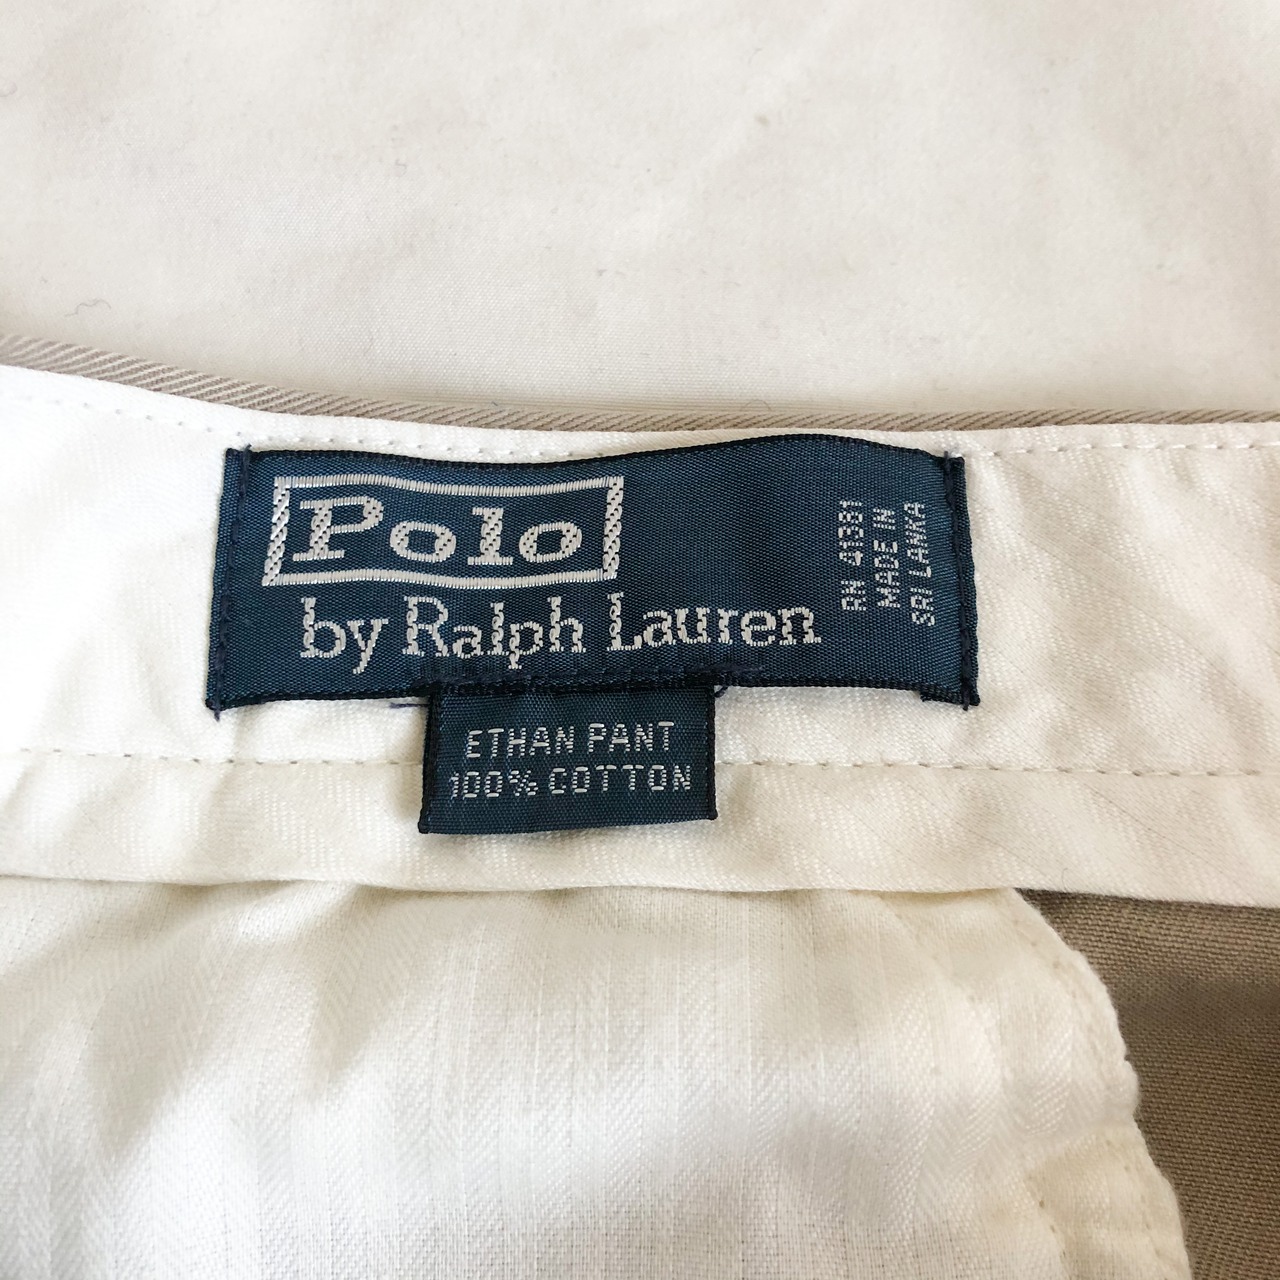 Polo
by Ralph Lauren
RN 41381
MADE IN
SRI LANKA
ETHAN PANT
100% COTTON